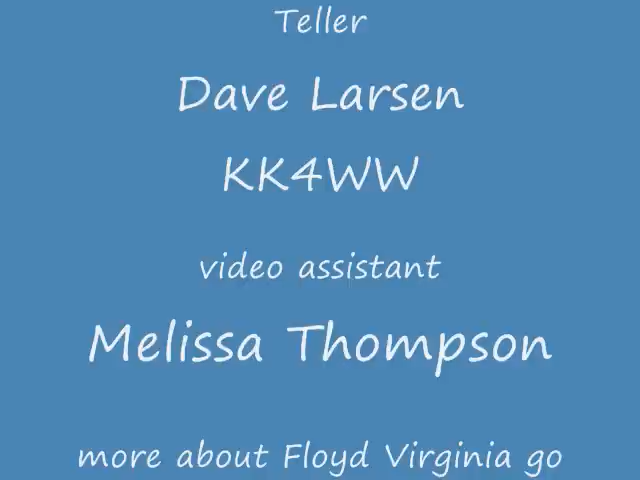 Teller
Dave Larsen
KK4WW
video assistant
Melissa Thompson
more about Floyd Virginia go